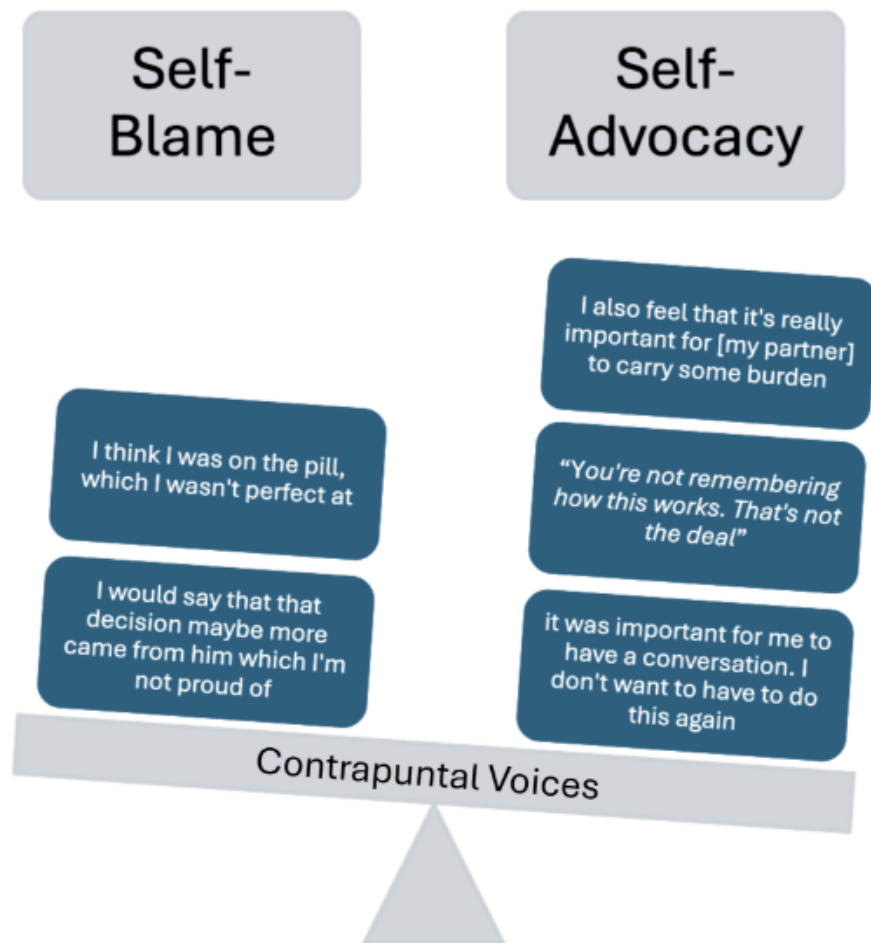 Self-
Blame
Self-
Advocacy
I also feel that it's really
important for [my partner]
to carry some burden
I think I was on the pill,
which I wasn't perfect at
“You're not remembering
how this works. That's not
the deal”
I would say that that
decision maybe more
came from him which I'm
not proud of
it was important for me to
have a conversation. I
don't want to have to do
this again
Contrapuntal Voices